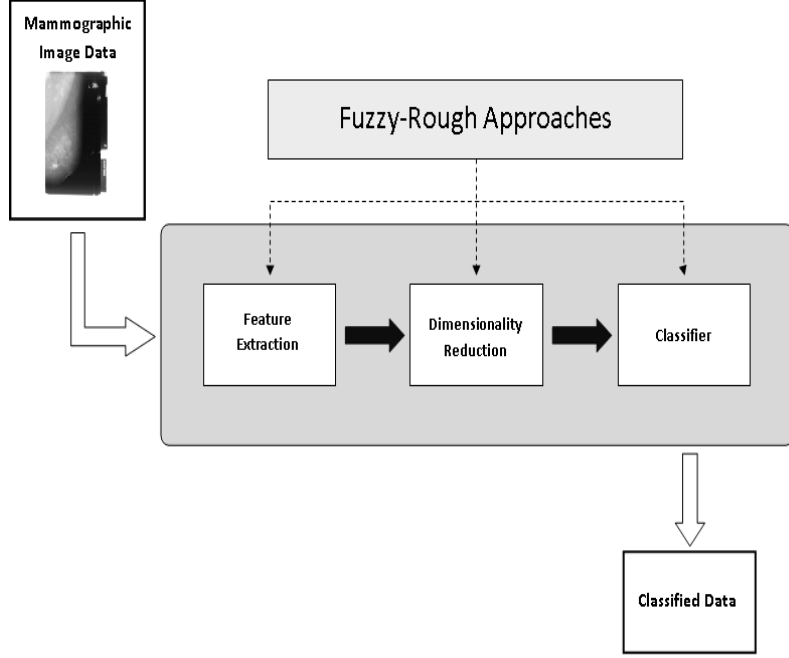 Mammographic
Image Data
Fuzzy-Rough Approaches
Feature
Extraction
Dimensionality
Reduction
Classifier
Classified Data